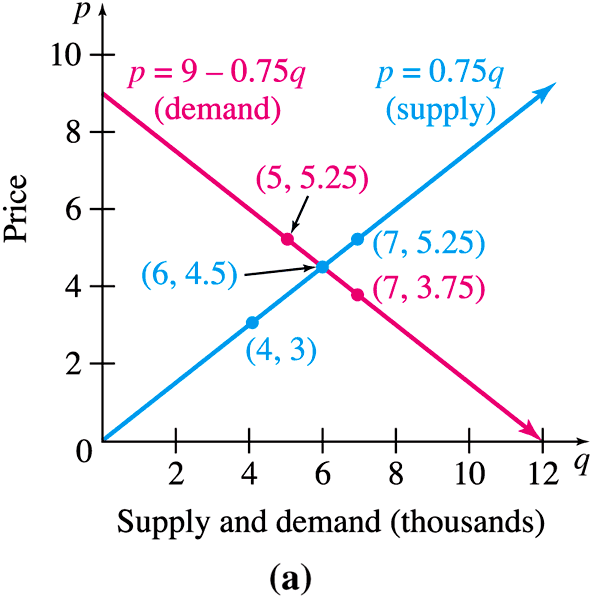 p
10
p = 9 – 0.75q
(demand)
p = 0.75q
(supply)
8
(5, 5.25)
6
Price
(7, 5.25)
(6, 4.5)
4
(7, 3.75)
(4, 3)
2
0
2 4 6 8 10 12 q
Supply and demand (thousands)
(a)